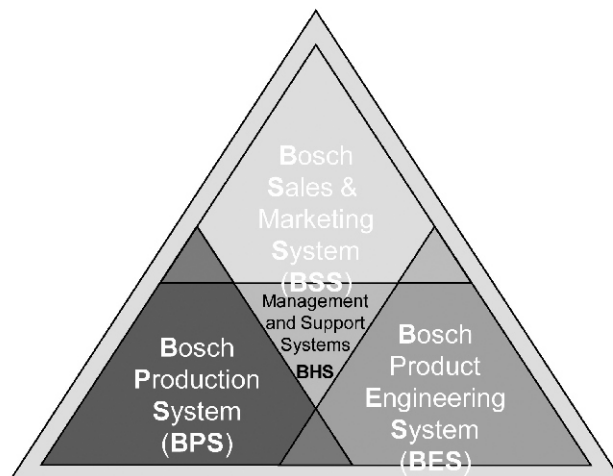 Bosch
Sales &
Marketing
System
(BSS)
Management
and Support
Systems
BHS
Bosch
Production
System
(BPS)
Bosch
Product
Engineering
System
(BES)